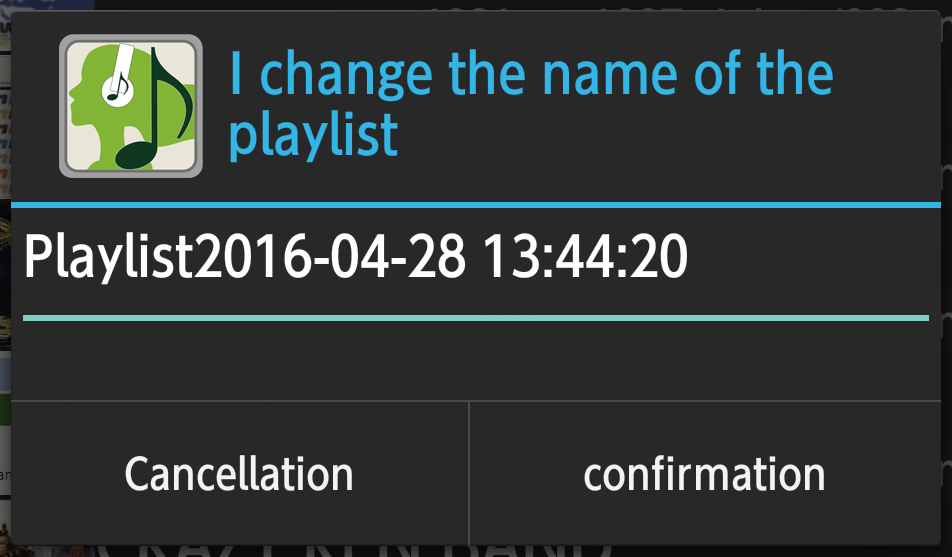 I change the name of the
playlist
Playlist2016-04-28 13:44:20
Cancellation
confirmation